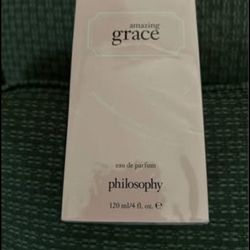 amazing
grace
eau de parfum
philosophy
120 ml/4 fl. oz. ℮